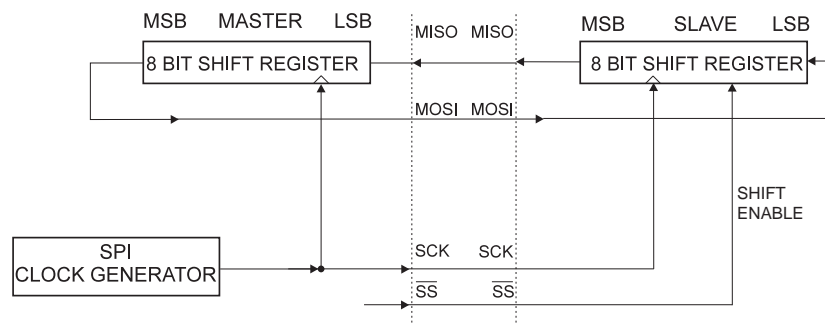 MSB MASTER LSB MISO MISO MSB SLAVE LSB
8 BIT SHIFT REGISTER 8 BIT SHIFT REGISTER
MOSI MOSI
SHIFT
ENABLE
SPI
CLOCK GENERATOR
SCK SCK
SS SS